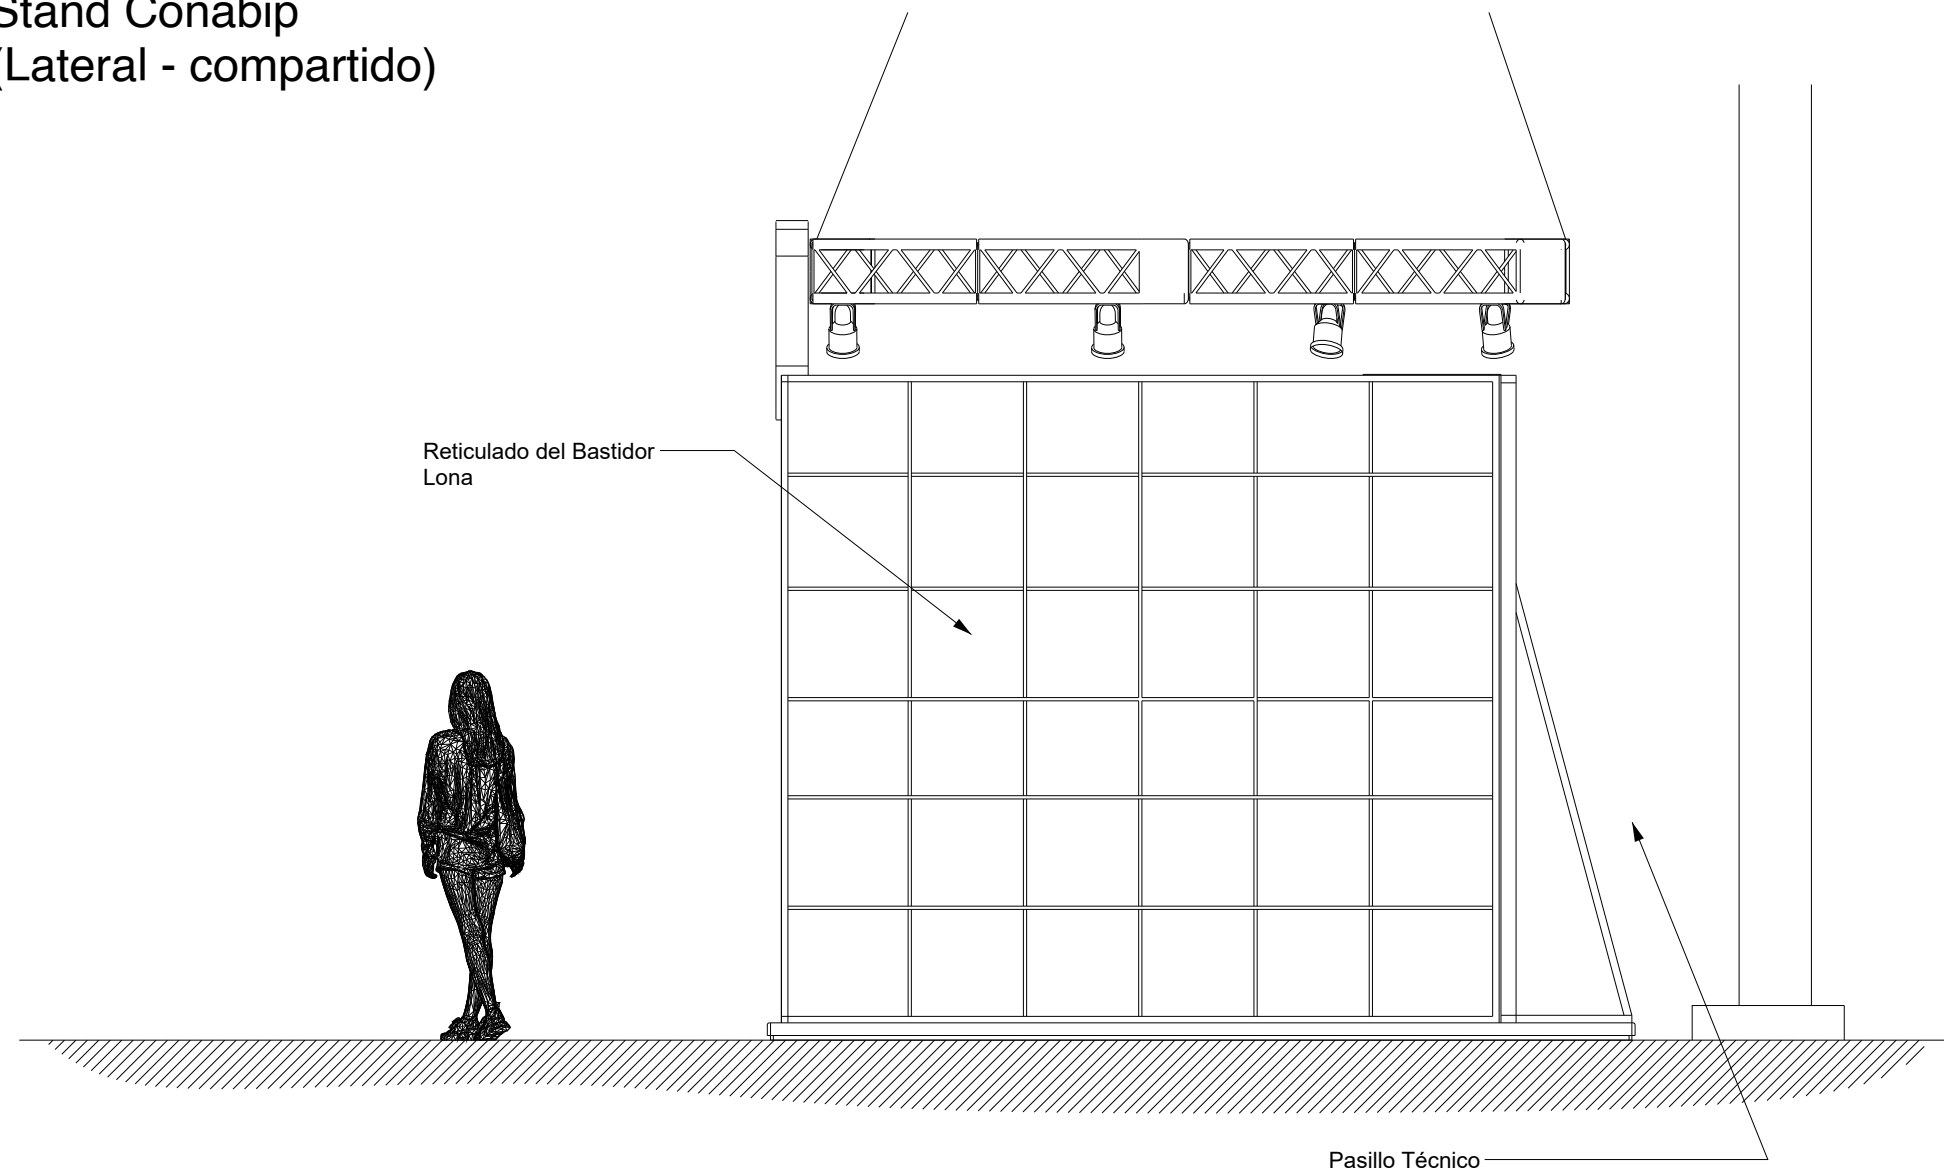 Stand Conabip
(Lateral - compartido)
Reticulado del Bastidor
Lona
Pasillo Técnico